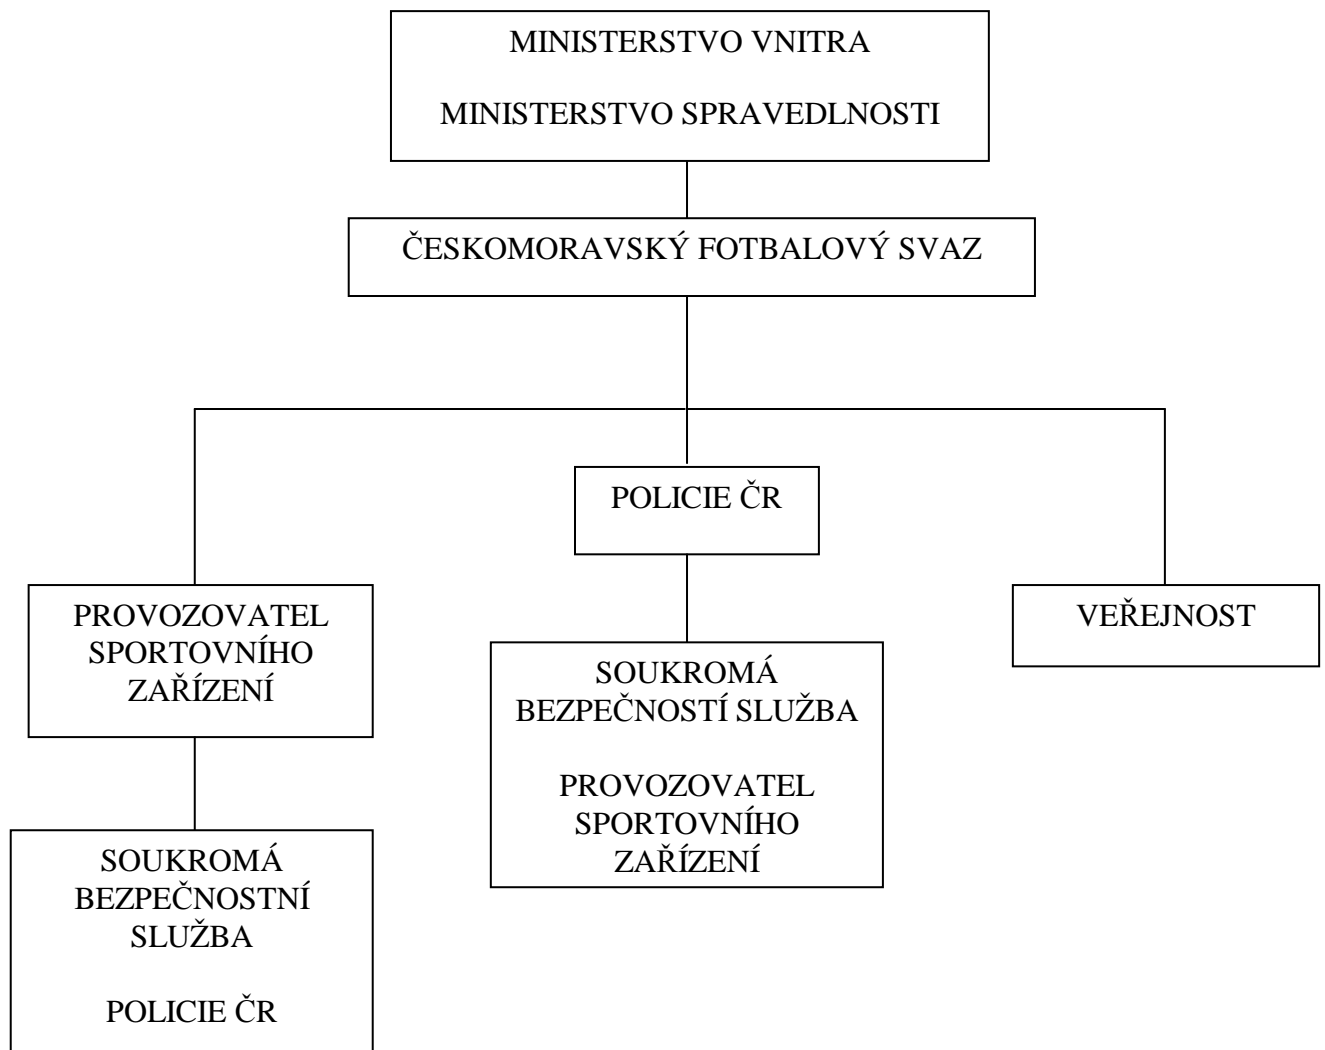 MINISTERSTVO VNITRA
MINISTERSTVO SPRAVEDLNOSTI
ČESKOMORAVSKÝ FOTBALOVÝ SVAZ
POLICIE ČR
PROVOZOVATEL
SPORTOVNÍHO
ZAŘÍZENÍ
VEŘEJNOST
SOUKROMÁ
BEZPEČNOSTÍ SLUŽBA
PROVOZOVATEL
SPORTOVNÍHO
ZAŘÍZENÍ
SOUKROMÁ
BEZPEČNOSTNÍ
SLUŽBA
POLICIE ČR